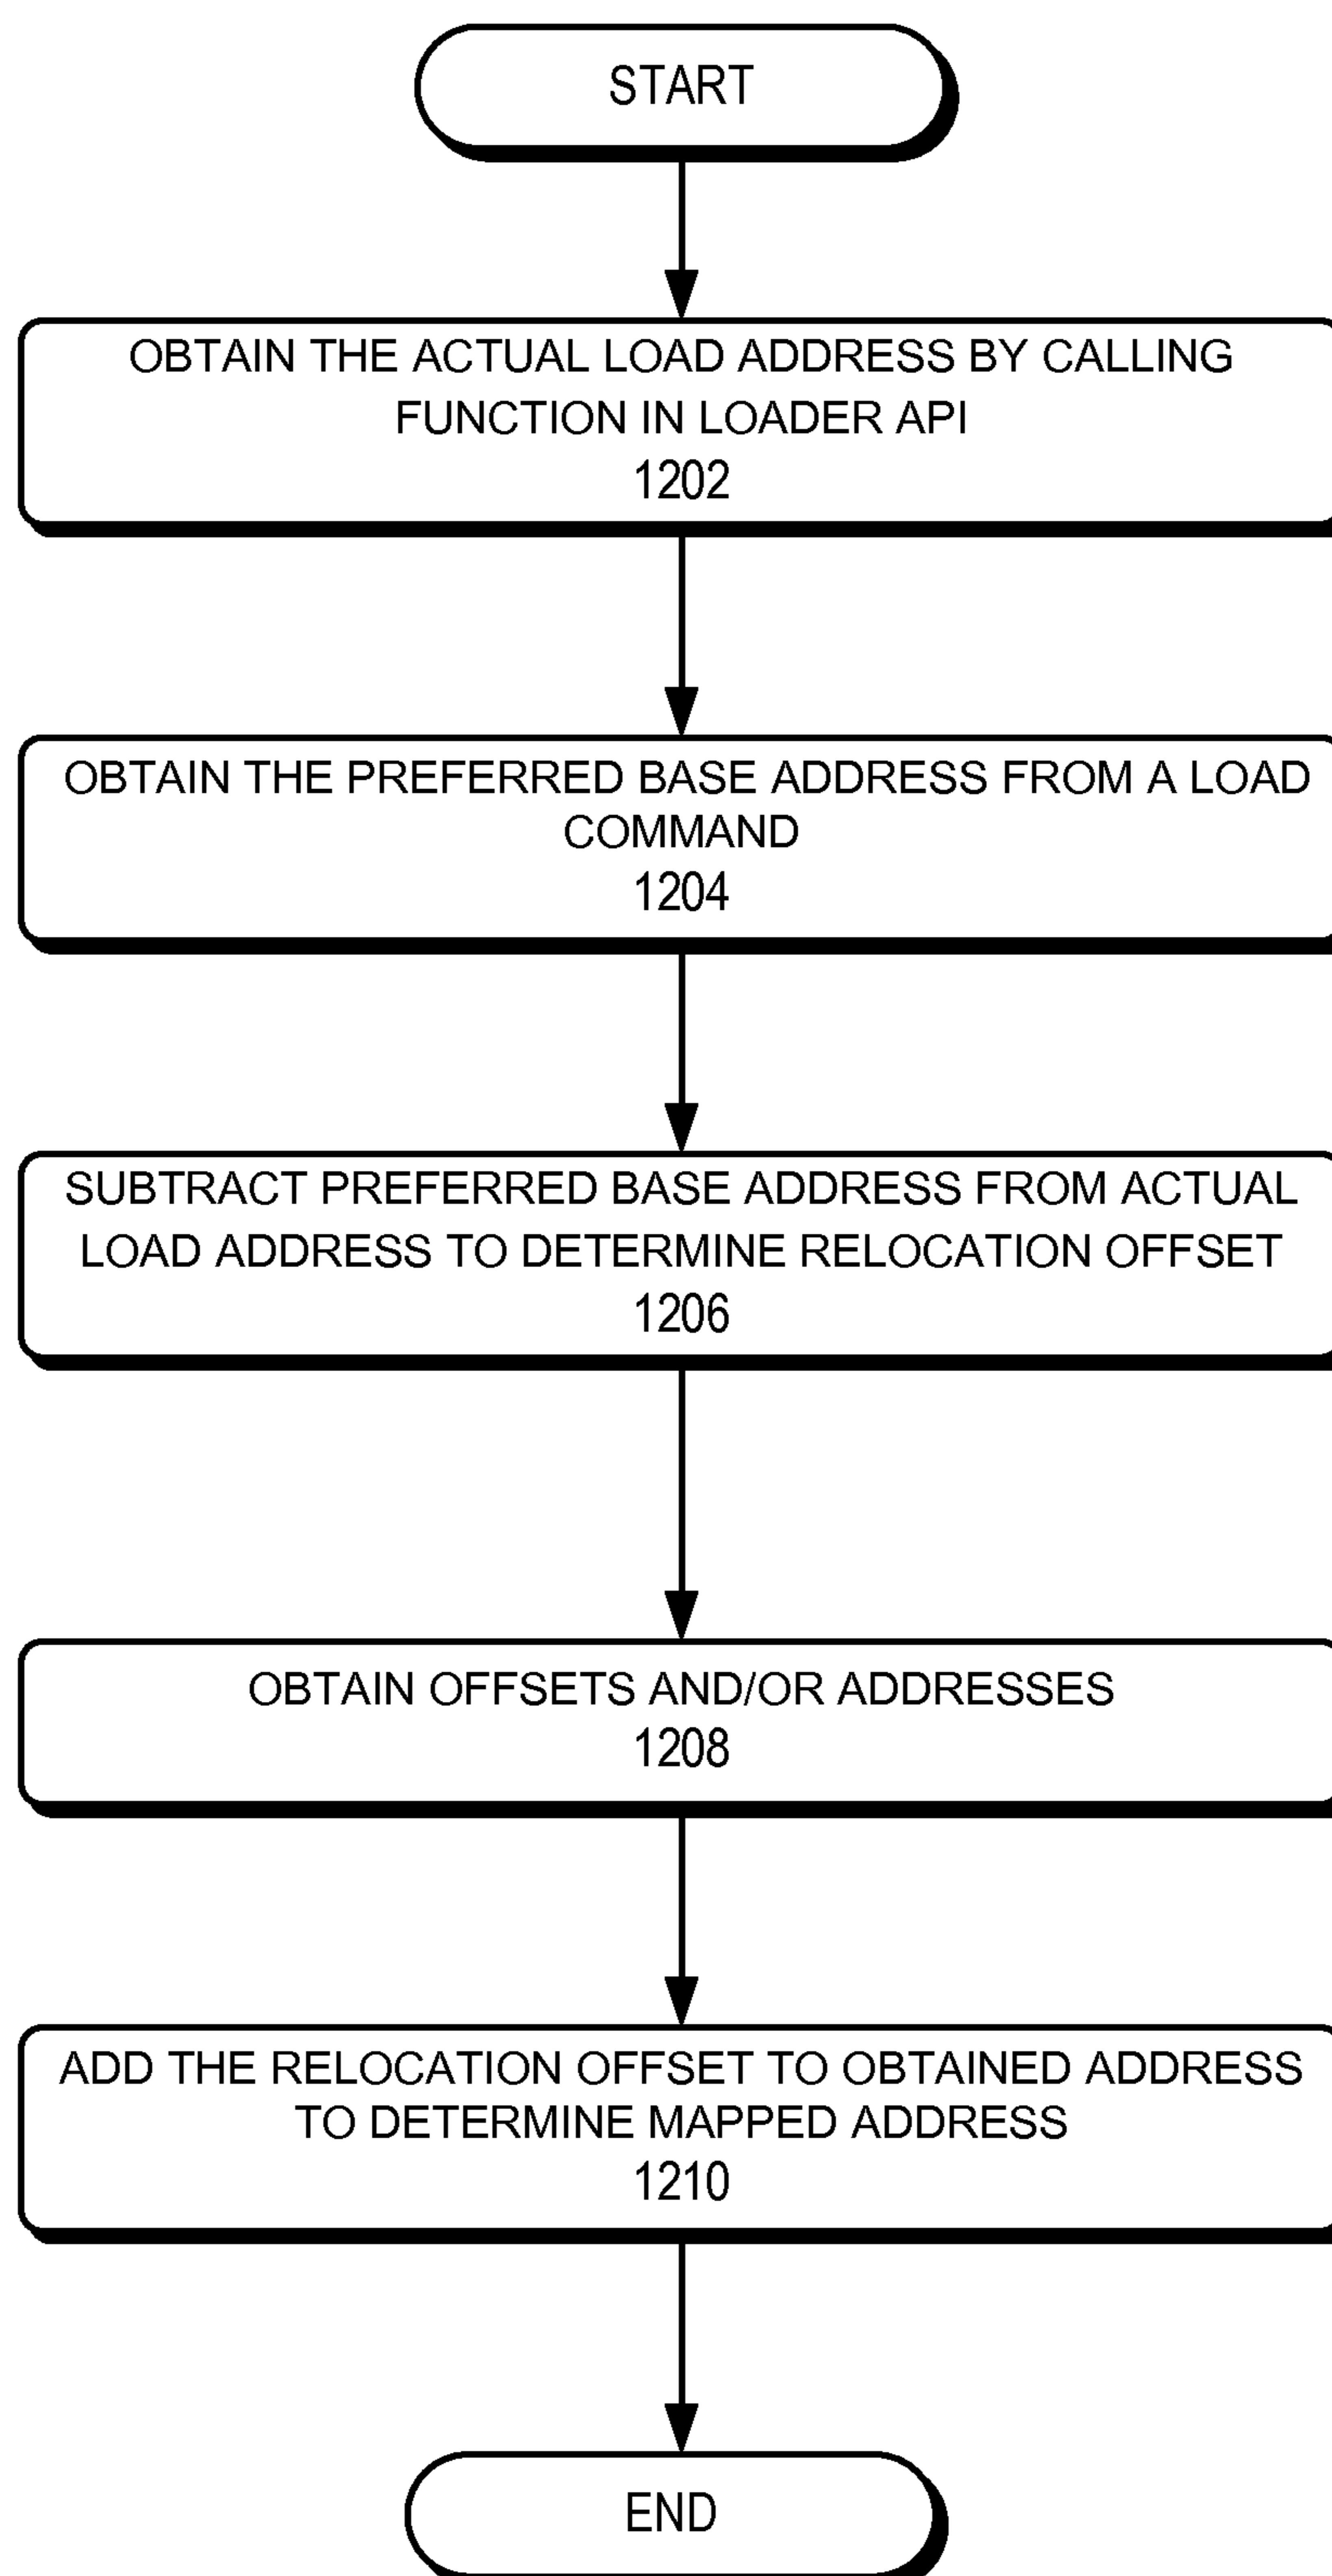 START
OBTAIN THE ACTUAL LOAD ADDRESS BY CALLING
FUNCTION IN LOADER API
1202
OBTAIN THE PREFERRED BASE ADDRESS FROM A LOAD
COMMAND
1204
SUBTRACT PREFERRED BASE ADDRESS FROM ACTUAL
LOAD ADDRESS TO DETERMINE RELOCATION OFFSET
1206
OBTAIN OFFSETS AND/OR ADDRESSES
1208
ADD THE RELOCATION OFFSET TO OBTAINED ADDRESS
TO DETERMINE MAPPED ADDRESS
1210
END